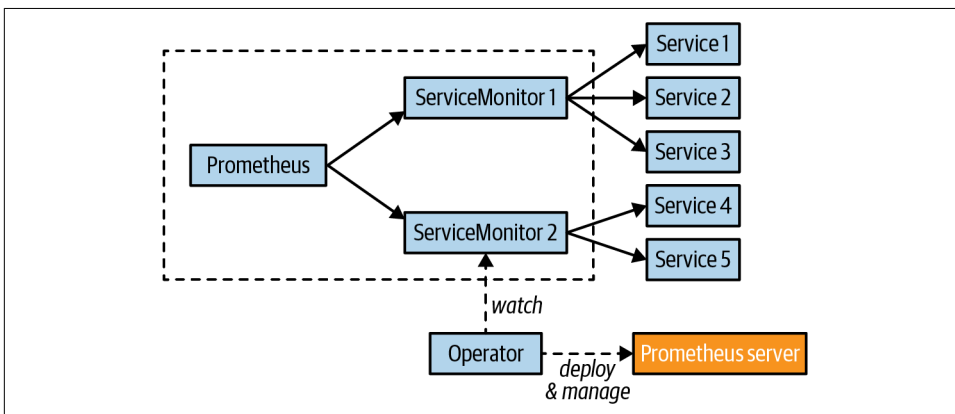 Service 1
ServiceMonitor 1
Service 2
Service 3
Prometheus
Service 4
ServiceMonitor 2
Service 5
watch
Operator
Prometheus server
deploy
& manage